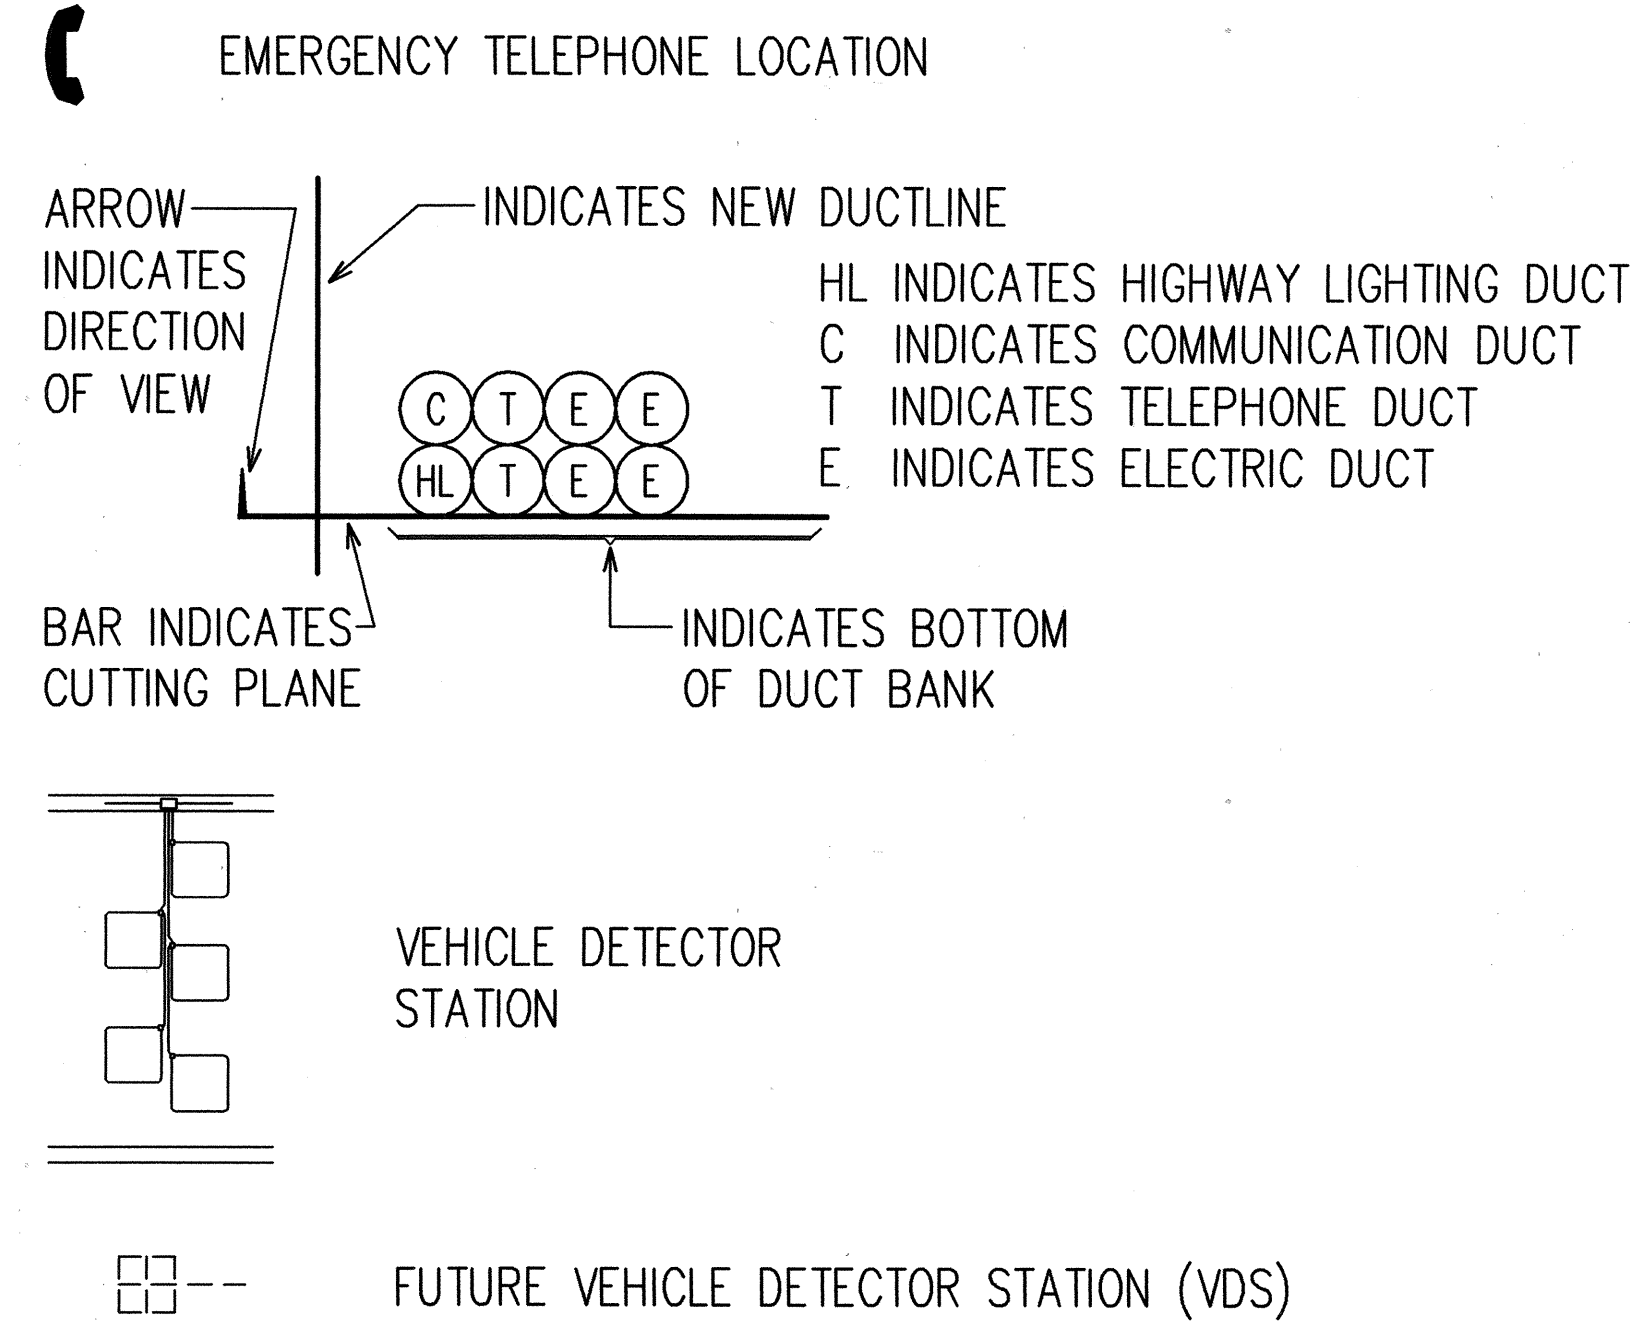 EMERGENCY TELEPHONE LOCATION
ARROW
INDICATES
DIRECTION
OF VIEW
INDICATES NEW DUCTLINE
HL INDICATES HIGHWAY LIGHTING DUCT
C INDICATES COMMUNICATION DUCT
T INDICATES TELEPHONE DUCT
E INDICATES ELECTRIC DUCT
C T E E
HL T E E
BAR INDICATES
CUTTING PLANE
INDICATES BOTTOM
OF DUCT BANK
VEHICLE DETECTOR
STATION
FUTURE VEHICLE DETECTOR STATION (VDS)